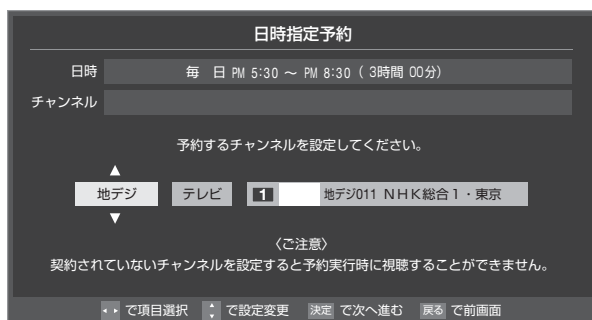 日時指定予約
日時 毎 日 PM 5:30 ～ PM 8:30 ( 3時間 00分)
チャンネル
予約するチャンネルを設定してください。
地デジ テレビ 1 地デジ011 NHK総合1・東京
〈ご注意〉
契約されていないチャンネルを設定すると予約実行時に視聴することができません。
で項目選択 で設定変更 決定 で次へ進む 戻る で前画面